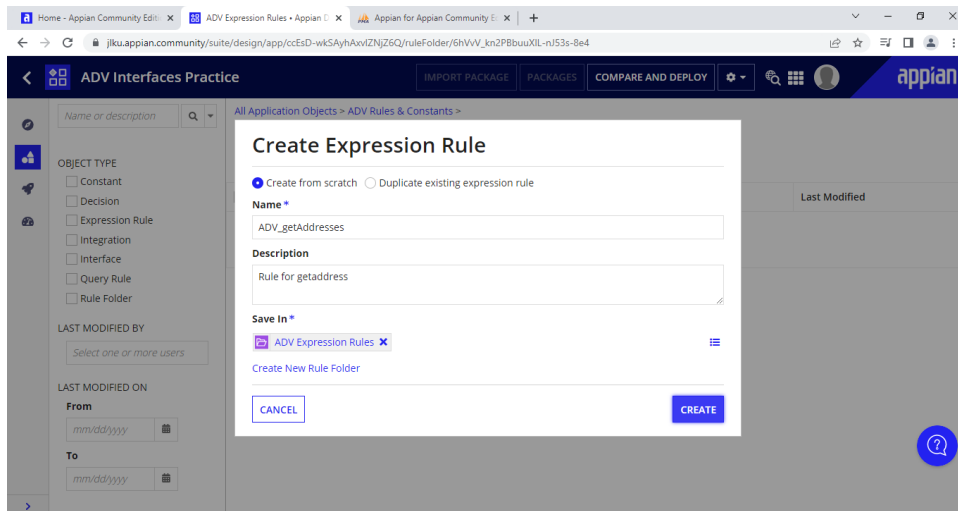 Home - Appian Community Editi
ADV Expression Rules • Appian D
Appian for Appian Community E
jlku.appian.community/suite/design/app/ccEsD-wkSAyhAxvlZNjZ6Q/ruleFolder/6hVvV_kn2PBbuuXIL-nJ53s-8e4
ADV Interfaces Practice
IMPORT PACKAGE
PACKAGES
COMPARE AND DEPLOY
appian
Name or description
All Application Objects > ADV Rules & Constants >
OBJECT TYPE
Constant
Decision
Expression Rule
Integration
Interface
Query Rule
Rule Folder
LAST MODIFIED BY
Select one or more users
LAST MODIFIED ON
From
mm/dd/yyyy
To
mm/dd/yyyy
Last Modified
Create Expression Rule
Create from scratch Duplicate existing expression rule
Name *
ADV_getAddresses
Description
Rule for getaddress
Save In *
ADV Expression Rules
Create New Rule Folder
CANCEL
CREATE